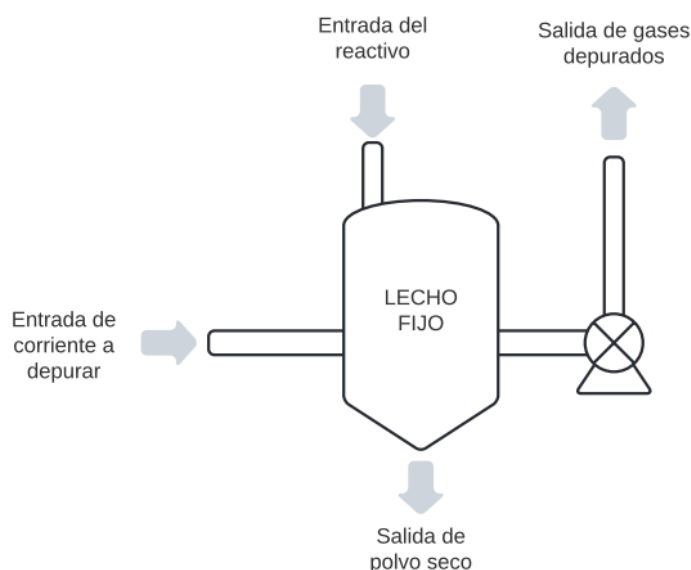 Entrada del
reactivo
Salida de gases
depurados
LECHO
FIJO
Entrada de
corriente a
depurar
Salida de
polvo seco